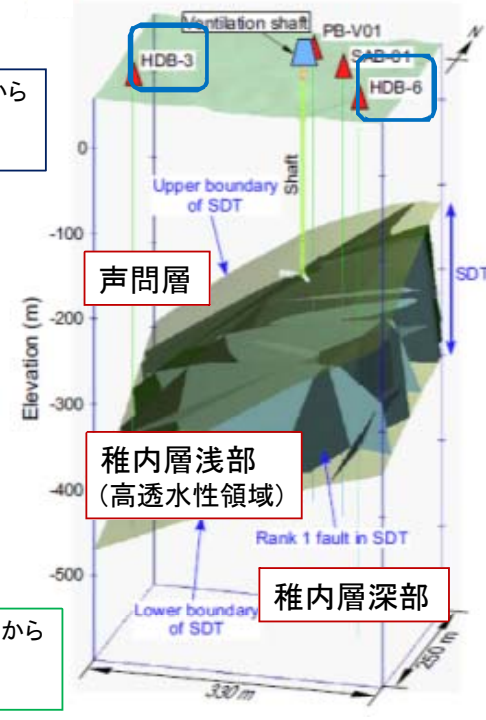 Ventilation shaft
PB-V01
N
HDB-3
SAB-01
HDB-6
から
0
Shaft
Upper boundary
of SDT
-100
声問層
SDT
-200
Elevation (m)
-300
稚内層浅部
(高透水性領域)
-400
Rank 1 fault in SDT
-500
稚内層深部
Lower boundary
of SDT
から
250 m
330 m